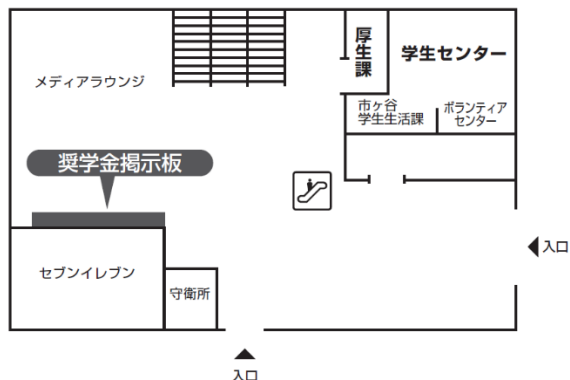 メディアラウンジ
厚生課
学生センター
市ヶ谷
学生生活課
ボランティア
センター
奨学金掲示板
セブンイレブン
守衛所
入口
入口